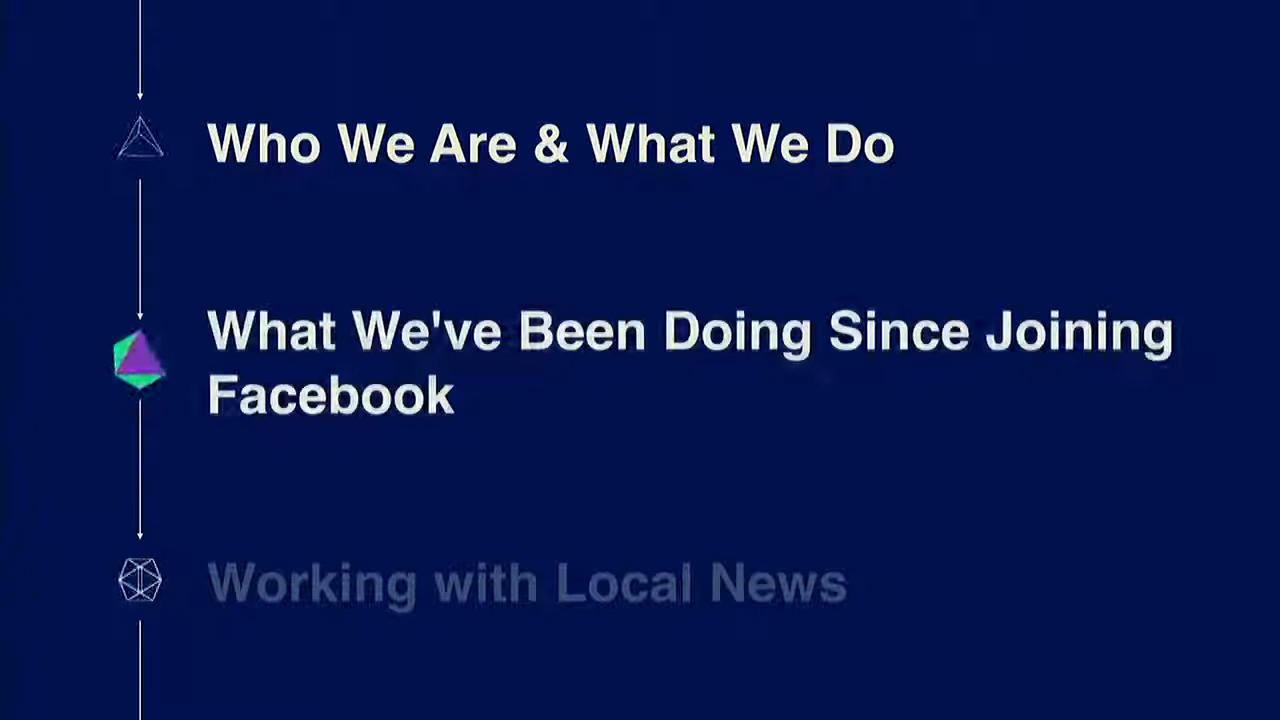 Who We Are & What We Do
What We've Been Doing Since Joining
Facebook
Working with Local News